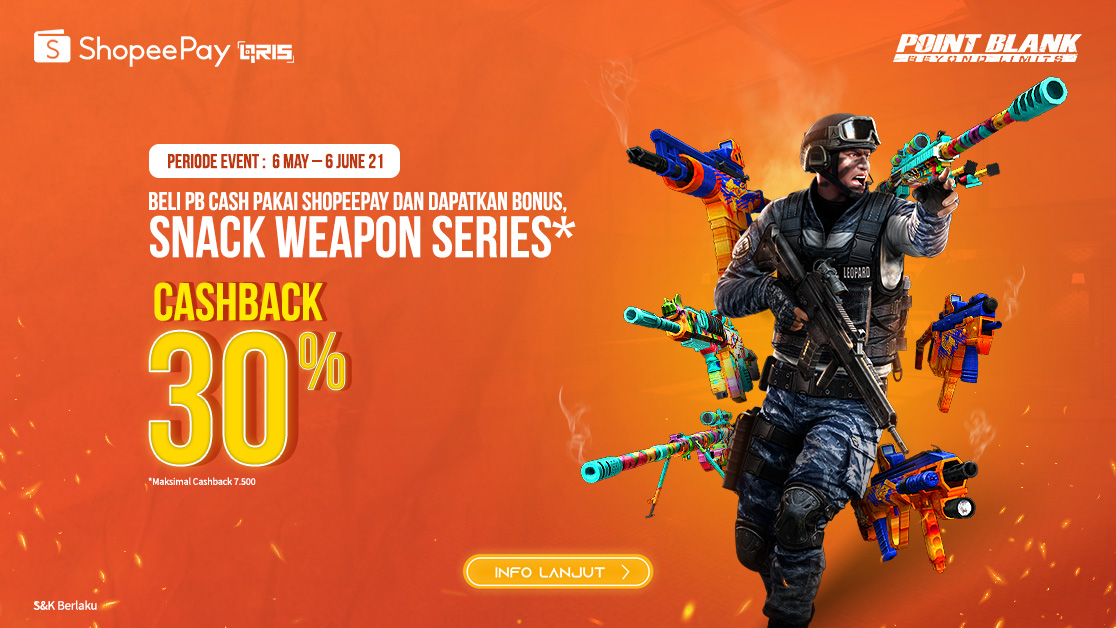 ShopeePay QRIS
POINT BLANK
BEYOND LIMITS
PERIODE EVENT : 6 MAY – 6 JUNE 21
BELI PB CASH PAKAI SHOPEEPAY DAN DAPATKAN BONUS,
SNACK WEAPON SERIES*
CASHBACK
30%
*Maksimal Cashback 7.500
LEOPARD
INFO LANJUT >
S&K Berlaku